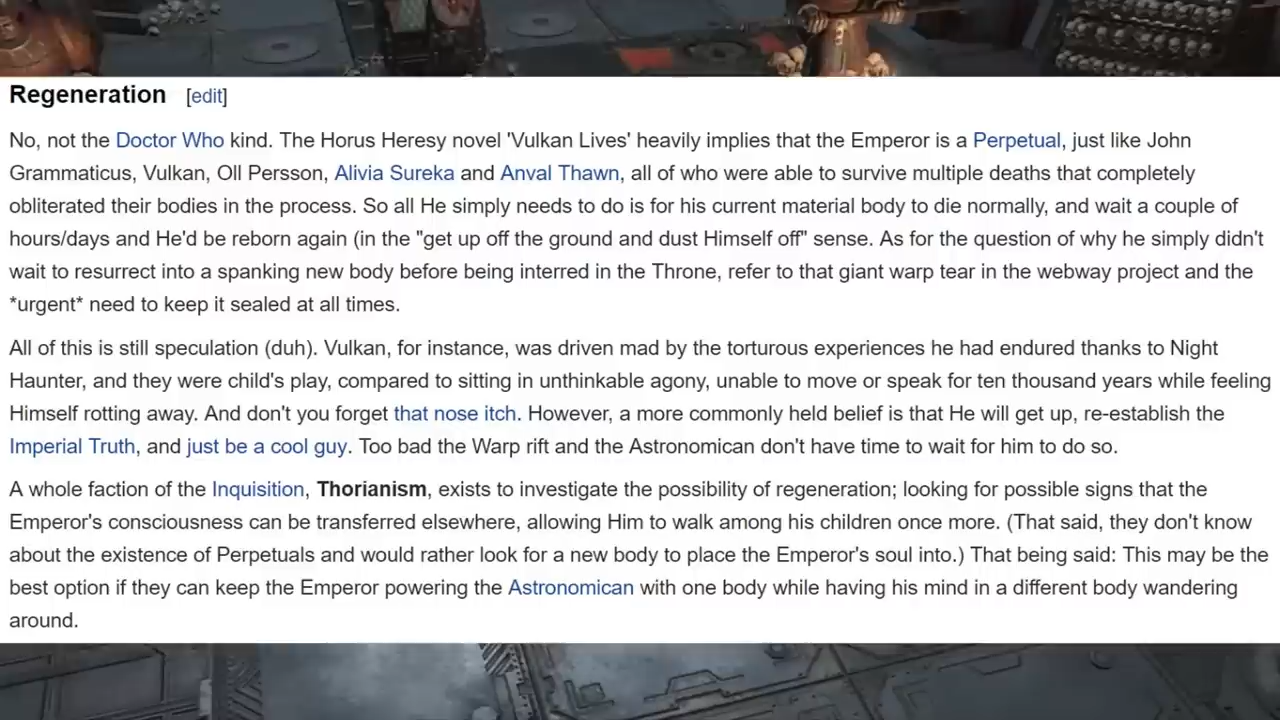 Regeneration [edit]
No, not the Doctor Who kind. The Horus Heresy novel 'Vulkan Lives' heavily implies that the Emperor is a Perpetual, just like John
Grammaticus, Vulkan, Oll Persson, Alivia Sureka and Anval Thawn, all of who were able to survive multiple deaths that completely
obliterated their bodies in the process. So all He simply needs to do is for his current material body to die normally, and wait a couple of
hours/days and He'd be reborn again (in the "get up off the ground and dust Himself off" sense. As for the question of why he simply didn't
wait to resurrect into a spanking new body before being interred in the Throne, refer to that giant warp tear in the webway project and the
*urgent* need to keep it sealed at all times.
All of this is still speculation (duh). Vulkan, for instance, was driven mad by the torturous experiences he had endured thanks to Night
Haunter, and they were child's play, compared to sitting in unthinkable agony, unable to move or speak for ten thousand years while feeling
Himself rotting away. And don't you forget that nose itch. However, a more commonly held belief is that He will get up, re-establish the
Imperial Truth, and just be a cool guy. Too bad the Warp rift and the Astronomican don't have time to wait for him to do so.
A whole faction of the Inquisition, Thorianism, exists to investigate the possibility of regeneration; looking for possible signs that the
Emperor's consciousness can be transferred elsewhere, allowing Him to walk among his children once more. (That said, they don't know
about the existence of Perpetuals and would rather look for a new body to place the Emperor's soul into.) That being said: This may be the
best option if they can keep the Emperor powering the Astronomican with one body while having his mind in a different body wandering
around.